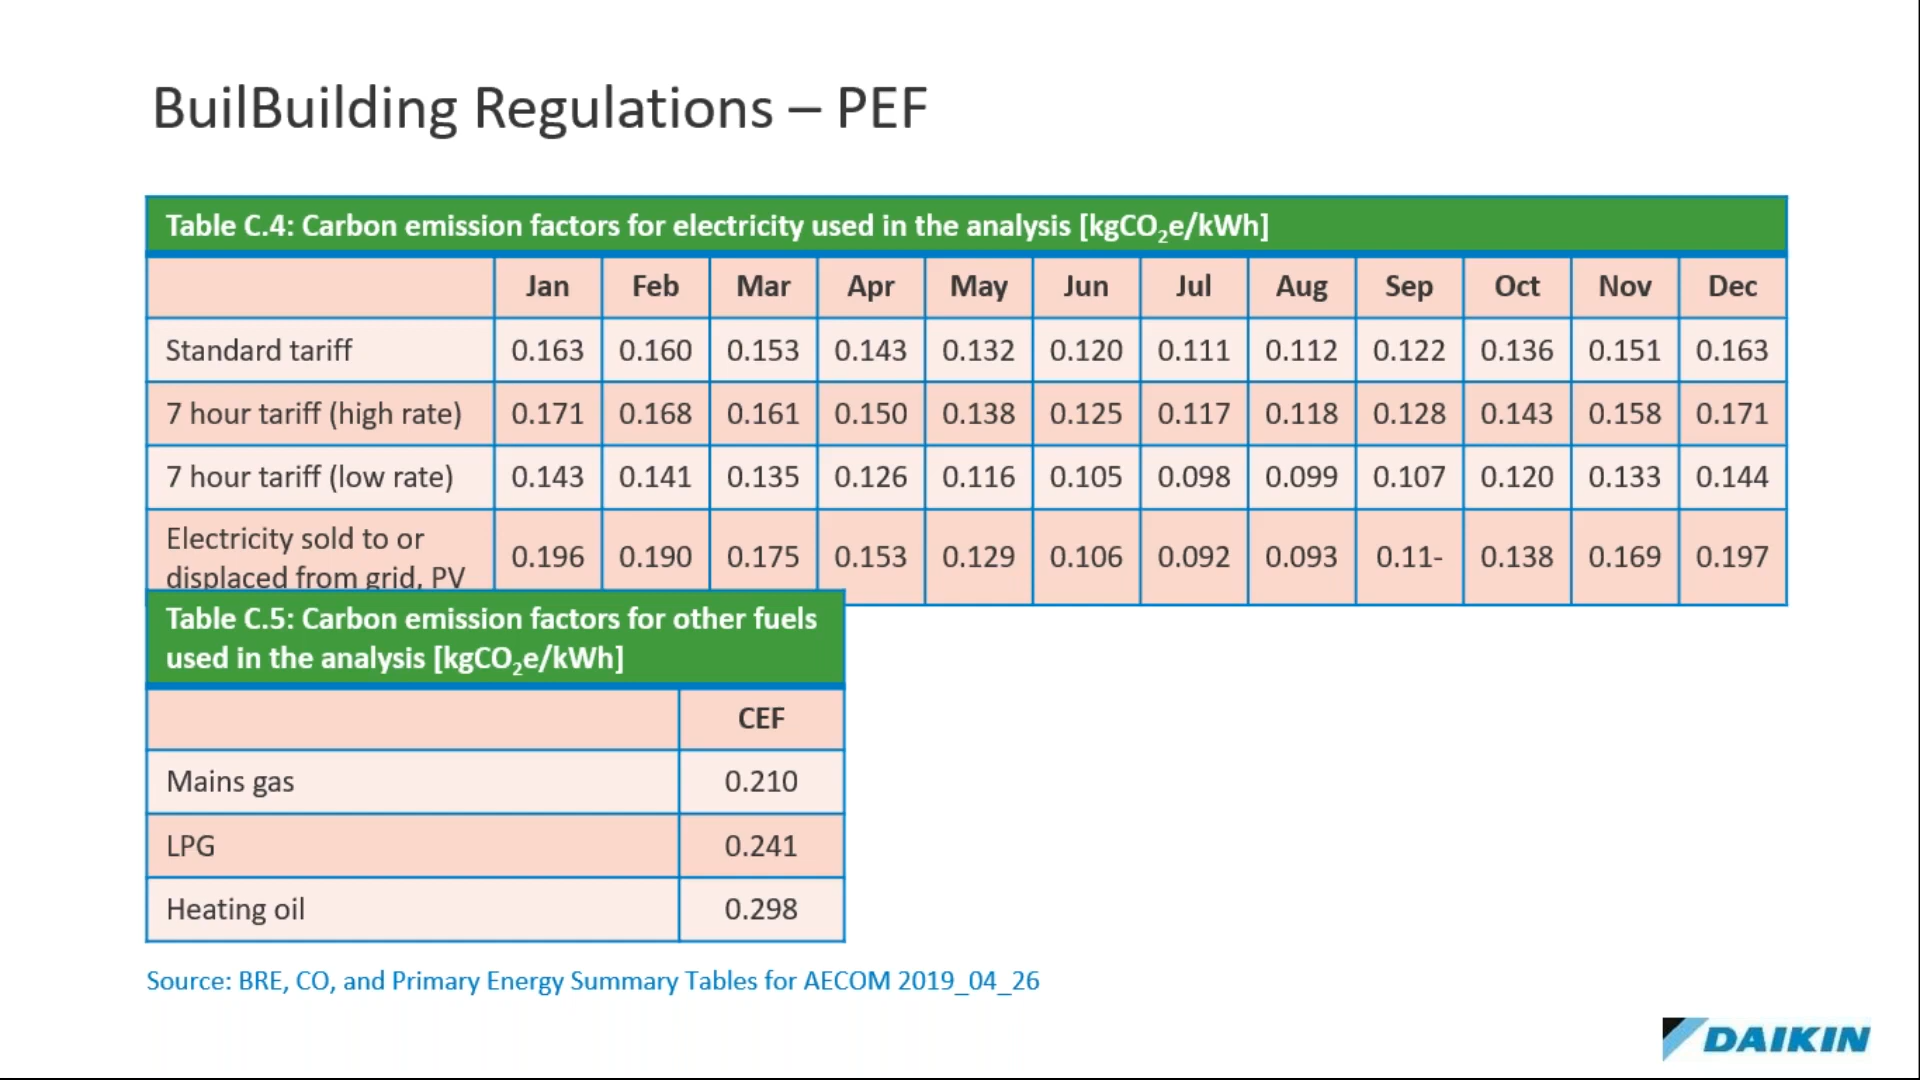 BuilBuilding Regulations – PEF
Table C.4: Carbon emission factors for electricity used in the analysis [kgCO₂e/kWh]
Jan Feb Mar Apr May Jun Jul Aug Sep Oct Nov Dec
Standard tariff 0.163 0.160 0.153 0.143 0.132 0.120 0.111 0.112 0.122 0.136 0.151 0.163
7 hour tariff (high rate) 0.171 0.168 0.161 0.150 0.138 0.125 0.117 0.118 0.128 0.143 0.158 0.171
7 hour tariff (low rate) 0.143 0.141 0.135 0.126 0.116 0.105 0.098 0.099 0.107 0.120 0.133 0.144
Electricity sold to or
displaced from grid, PV 0.196 0.190 0.175 0.153 0.129 0.106 0.092 0.093 0.11- 0.138 0.169 0.197
Table C.5: Carbon emission factors for other fuels
used in the analysis [kgCO₂e/kWh]
CEF
Mains gas 0.210
LPG 0.241
Heating oil 0.298
Source: BRE, CO, and Primary Energy Summary Tables for AECOM 2019_04_26
DAIKIN